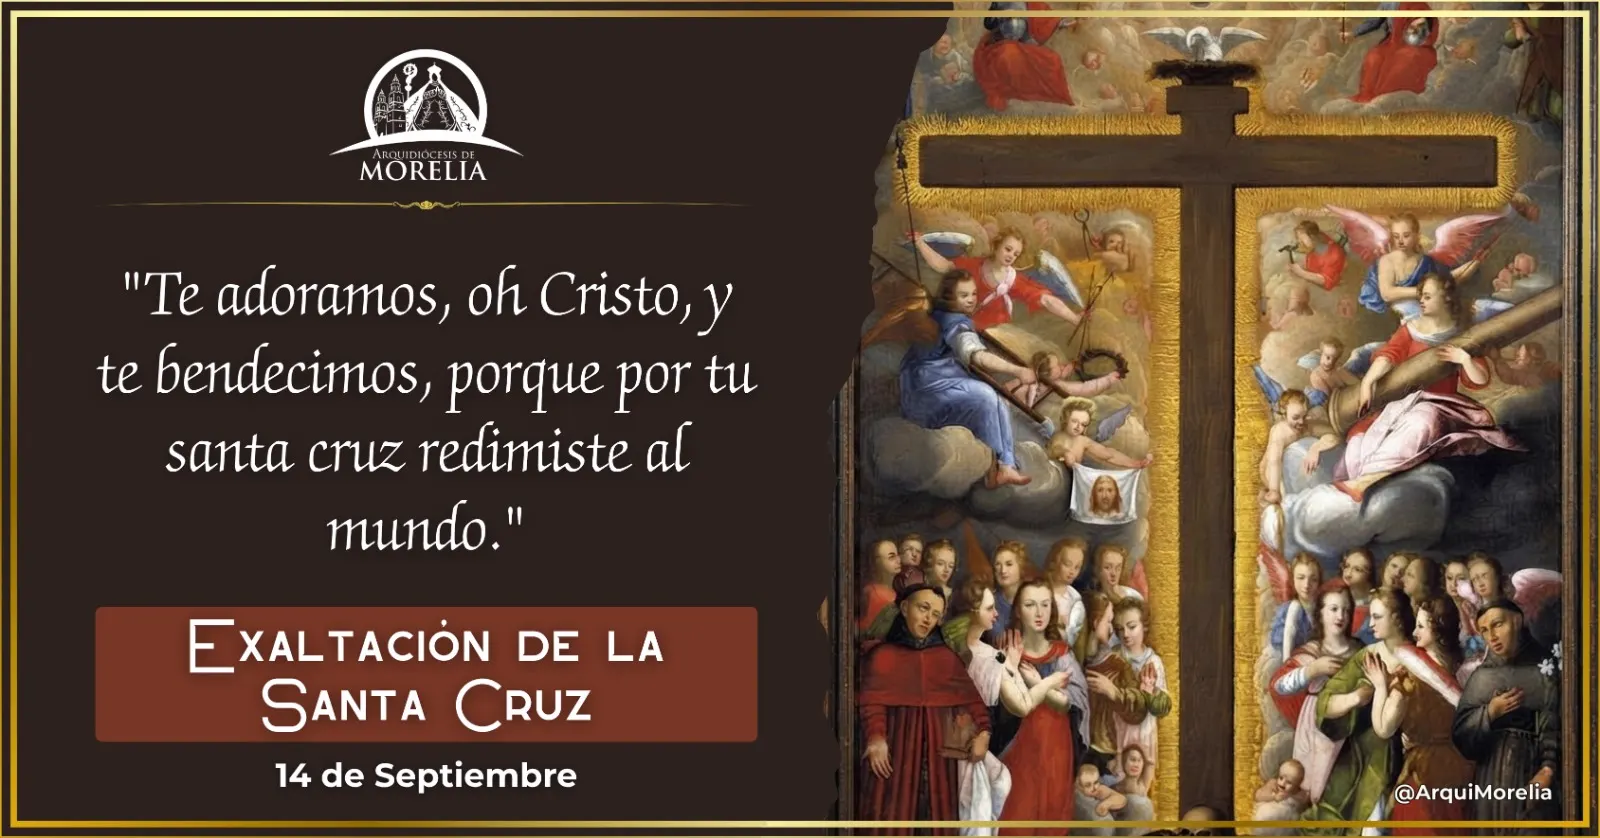 ARQUIDIÓCESIS DE
MORELIA
"Te adoramos, oh Cristo, y
te bendecimos, porque por tu
santa cruz redimiste al
mundo."
EXALTACIÓN DE LA
SANTA CRUZ
14 de Septiembre
@ArquiMorelia